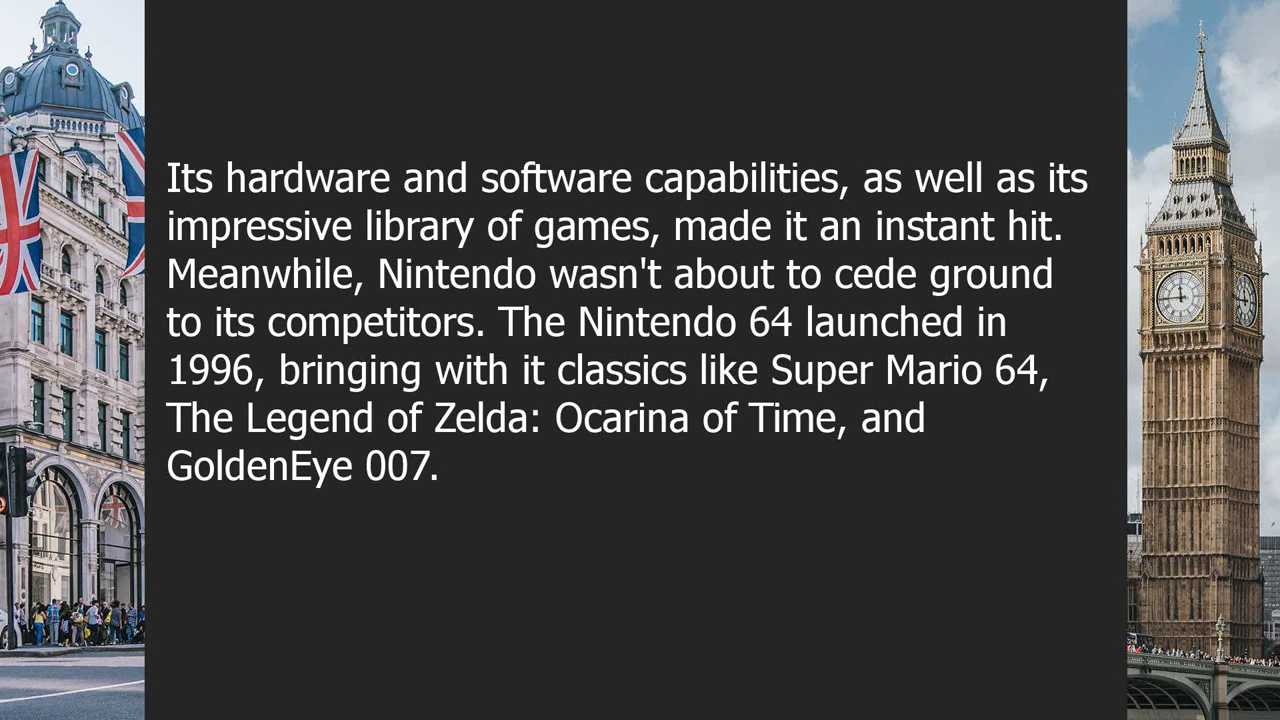 Its hardware and software capabilities, as well as its
impressive library of games, made it an instant hit.
Meanwhile, Nintendo wasn't about to cede ground
to its competitors. The Nintendo 64 launched in
1996, bringing with it classics like Super Mario 64,
The Legend of Zelda: Ocarina of Time, and
GoldenEye 007.